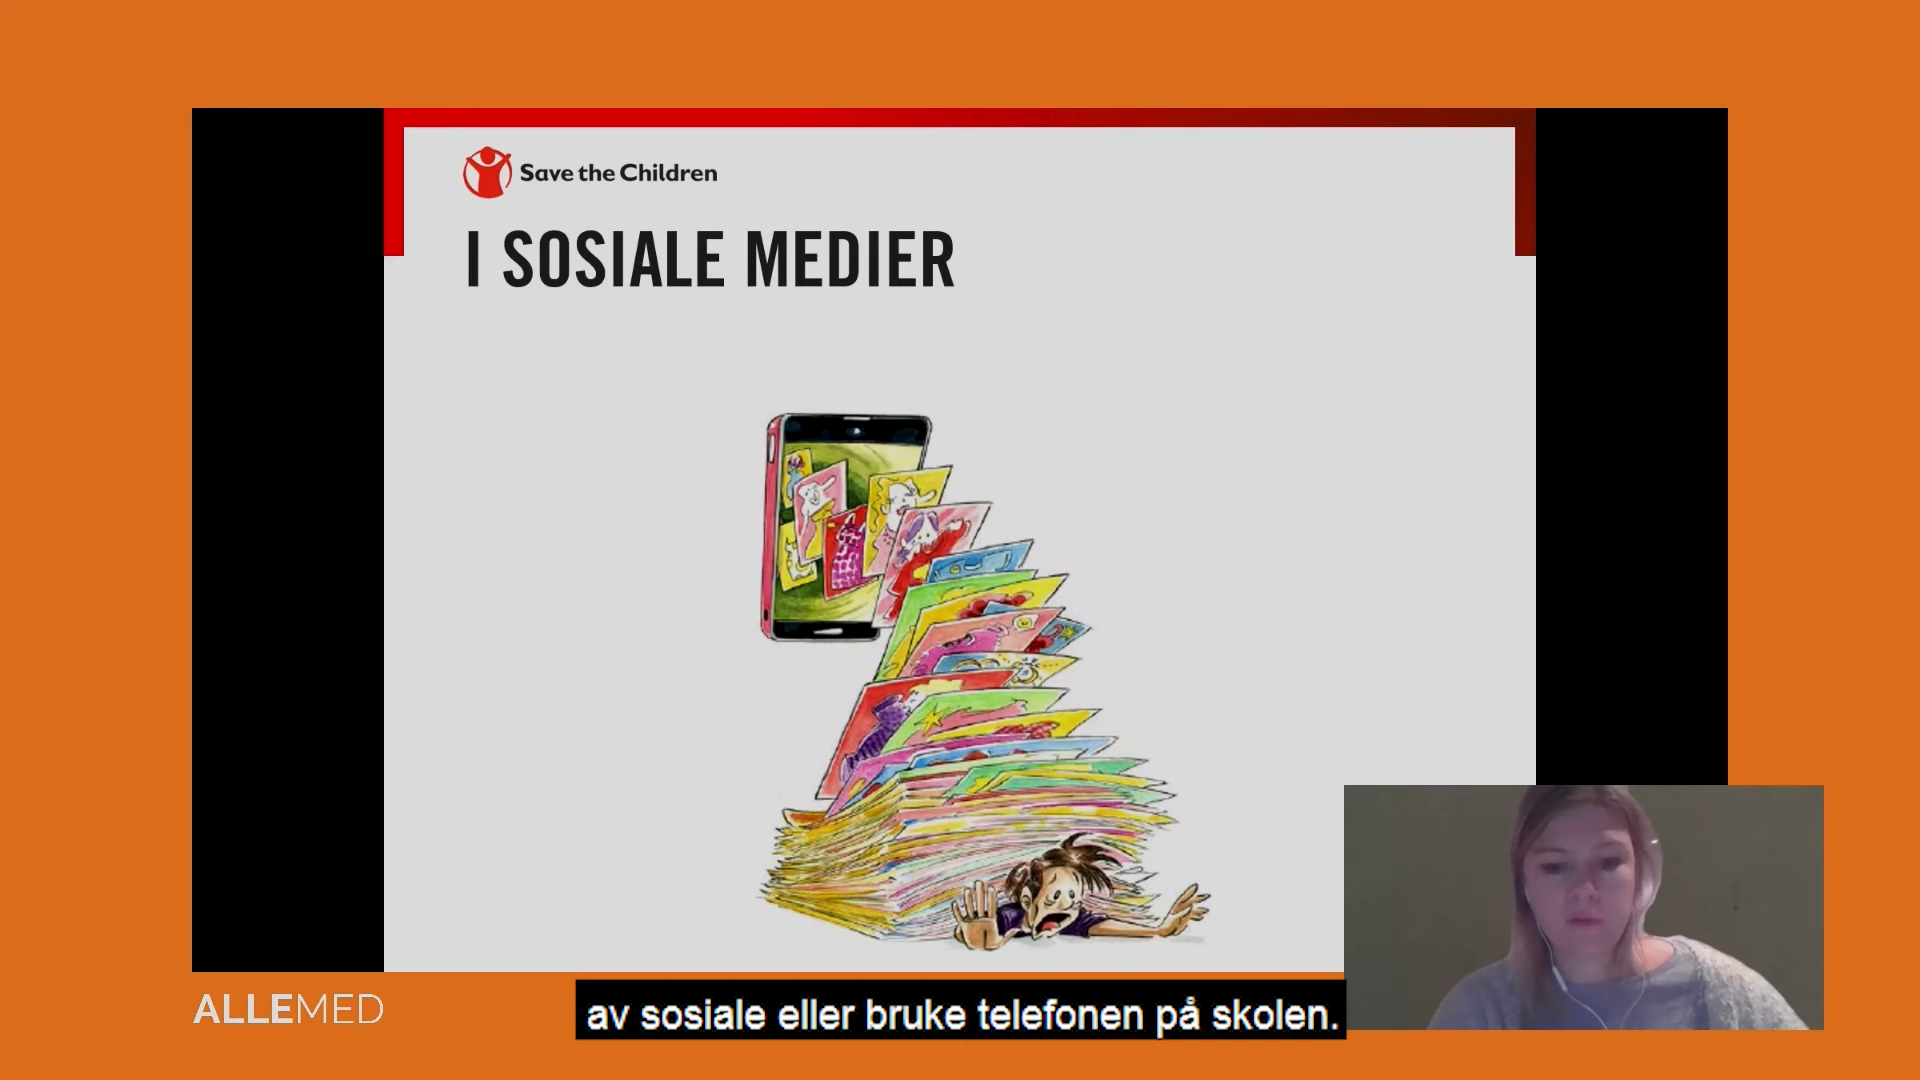 Save the Children
I SOSIALE MEDIER
ALLEMED
av sosiale eller bruke telefonen på skolen.